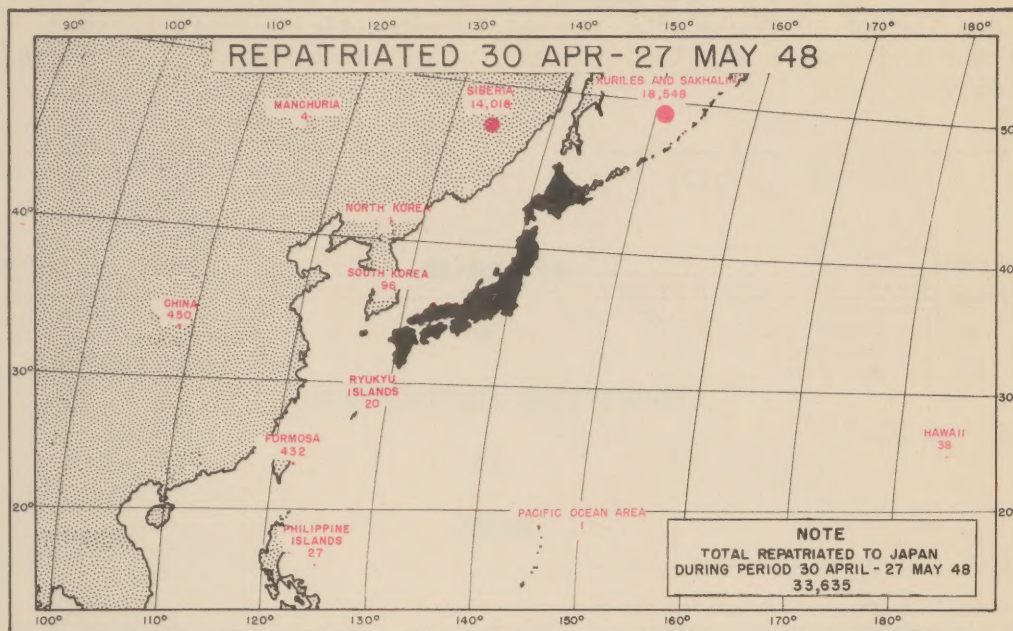 90° 100° 110° 120° 130° 140° 150° 160° 170° 180°
REPATRIATED 30 APR - 27 MAY 48
KURILES AND SAKHALIN
18,548
SIBERIA
14,018
MANCHURIA
4
50°
40°
NORTH KOREA
1
SOUTH KOREA
96
40°
CHINA
450
30°
RYUKYU
ISLANDS
20
30°
FORMOSA
432
HAWAII
38
20°
PHILIPPINE
ISLANDS
27
PACIFIC OCEAN AREA
1
20°
NOTE
TOTAL REPATRIATED TO JAPAN
DURING PERIOD 30 APRIL - 27 MAY 48
33,635
100° 110° 120° 130° 140° 150° 160° 170° 180°